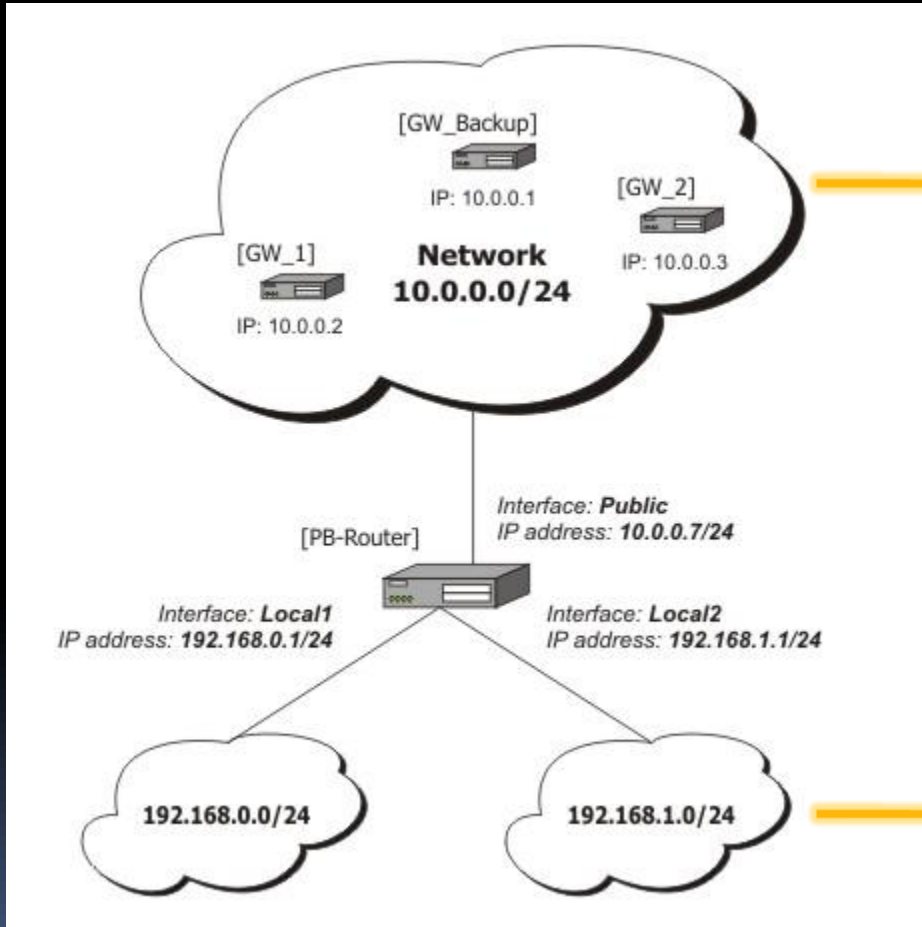 [GW_Backup]
IP: 10.0.0.1
[GW_2]
IP: 10.0.0.3
[GW_1]
IP: 10.0.0.2
Network
10.0.0.0/24
Interface: Public
IP address: 10.0.0.7/24
[PB-Router]
Interface: Local1
IP address: 192.168.0.1/24
Interface: Local2
IP address: 192.168.1.1/24
192.168.0.0/24
192.168.1.0/24